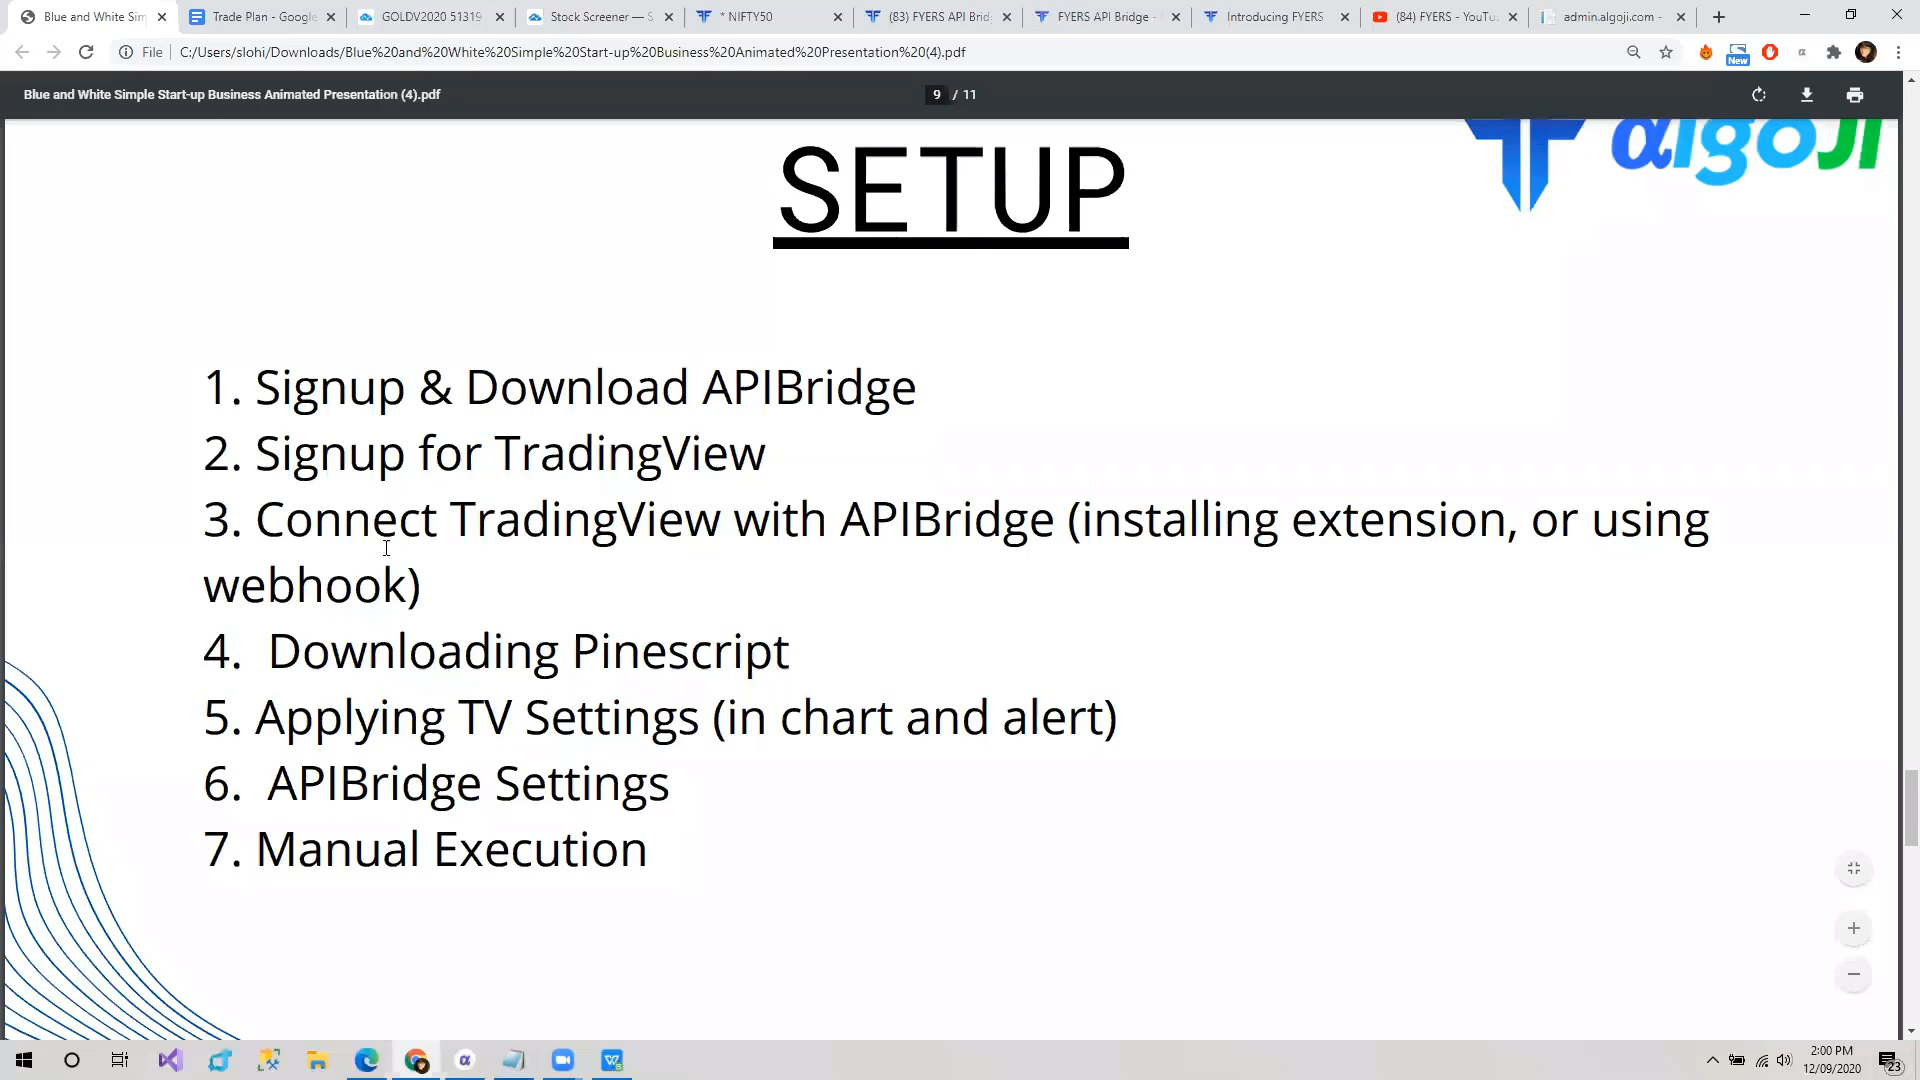 Blue and White Sim
Trade Plan - Google
GOLDV2020 51319
Stock Screener — S
* NIFTY50
(83) FYERS API Brid
FYERS API Bridge -
Introducing FYERS
(84) FYERS - YouTu
admin.algoji.com -
File
C:/Users/slohi/Downloads/Blue%20and%20White%20Simple%20Start-up%20Business%20Animated%20Presentation%20(4).pdf
New
Blue and White Simple Start-up Business Animated Presentation (4).pdf
9 / 11
αlgoJI
SETUP
1. Signup & Download APIBridge
2. Signup for TradingView
3. Connect TradingView with APIBridge (installing extension, or using
webhook)
4. Downloading Pinescript
5. Applying TV Settings (in chart and alert)
6. APIBridge Settings
7. Manual Execution
2:00 PM
12/09/2020
23